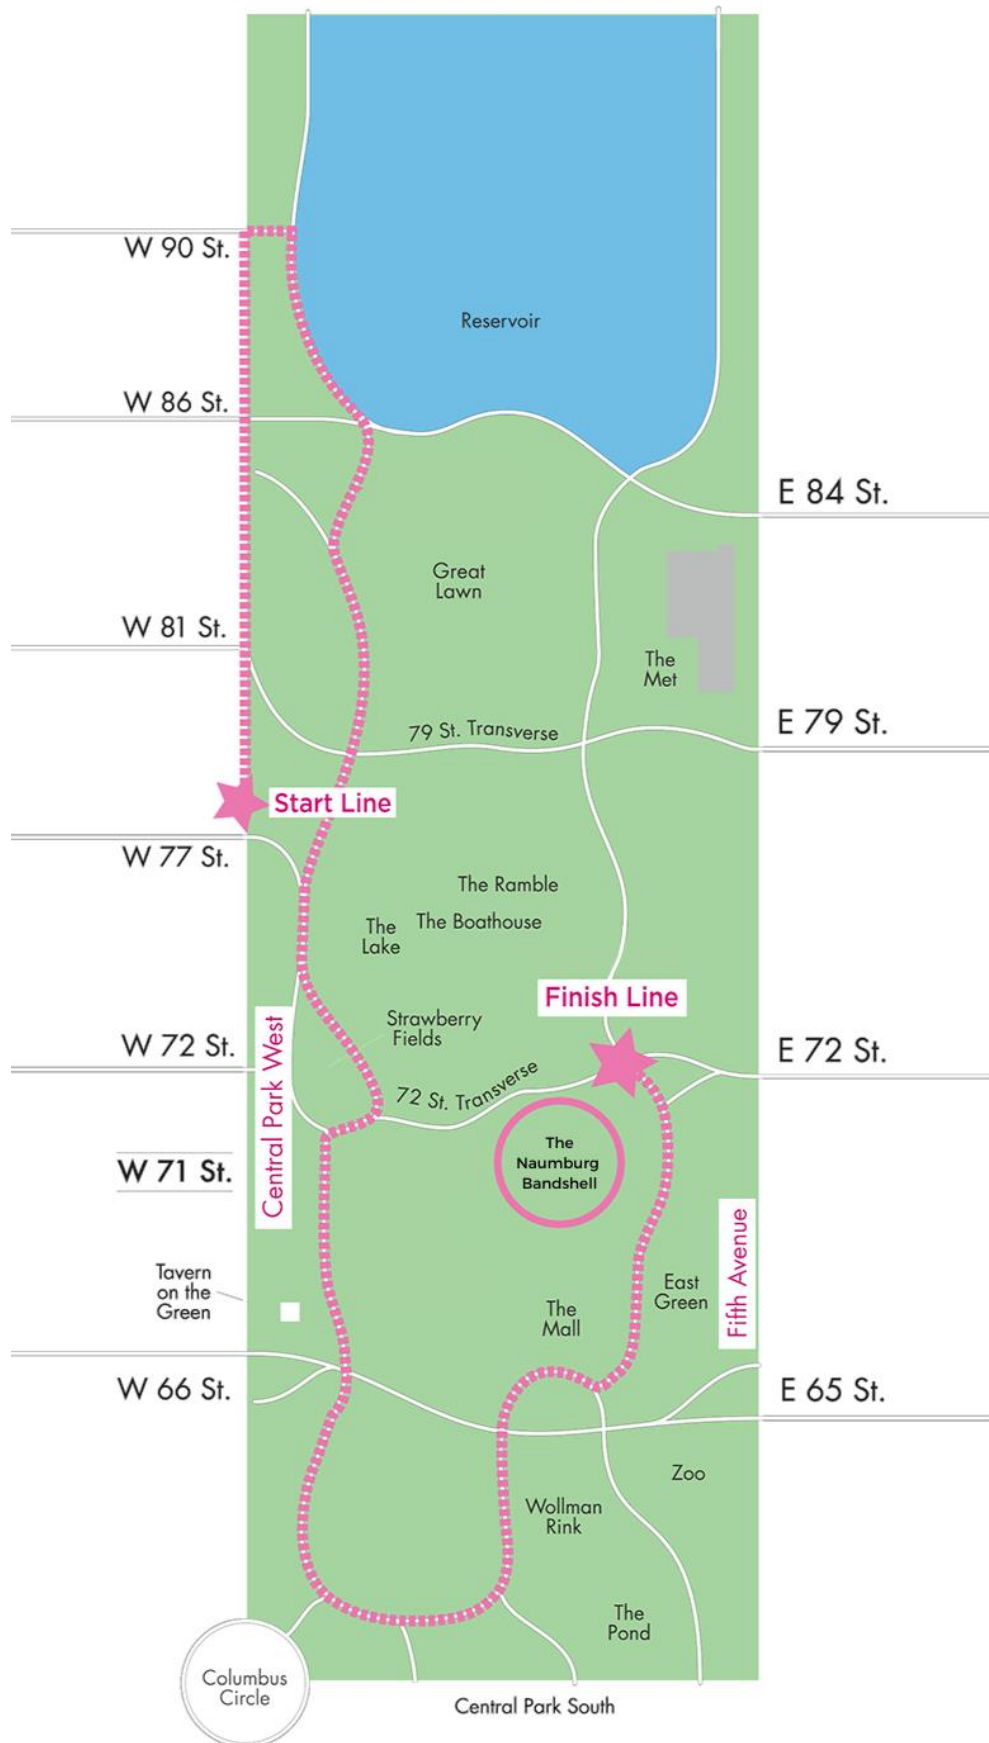 W 90 St.
Reservoir
W 86 St.
E 84 St.
Great
Lawn
W 81 St.
The
Met
79 St. Transverse
E 79 St.
Start Line
W 77 St.
The Ramble
The Boathouse
The
Lake
Finish Line
Strawberry
Fields
W 72 St.
E 72 St.
72 St. Transverse
Central Park West
The
Naumburg
Bandshell
W 71 St.
Tavern
on the
Green
The
Mall
East
Green
Fifth Avenue
W 66 St.
E 65 St.
Zoo
Wollman
Rink
The
Pond
Columbus
Circle
Central Park South